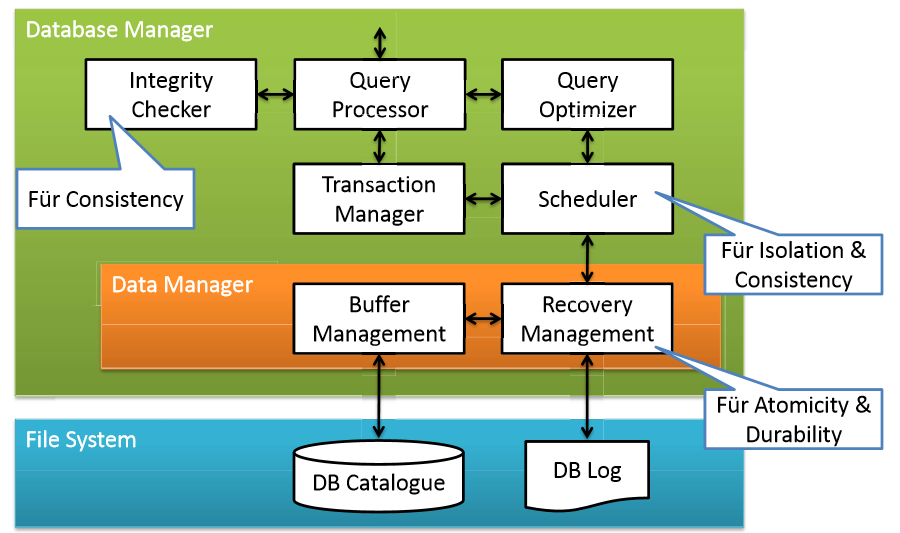 Database Manager
Integrity
Checker
Query
Processor
Query
Optimizer
Für Consistency
Transaction
Manager
Scheduler
Für Isolation &
Consistency
Data Manager
Buffer
Management
Recovery
Management
Für Atomicity &
Durability
File System
DB Catalogue
DB Log